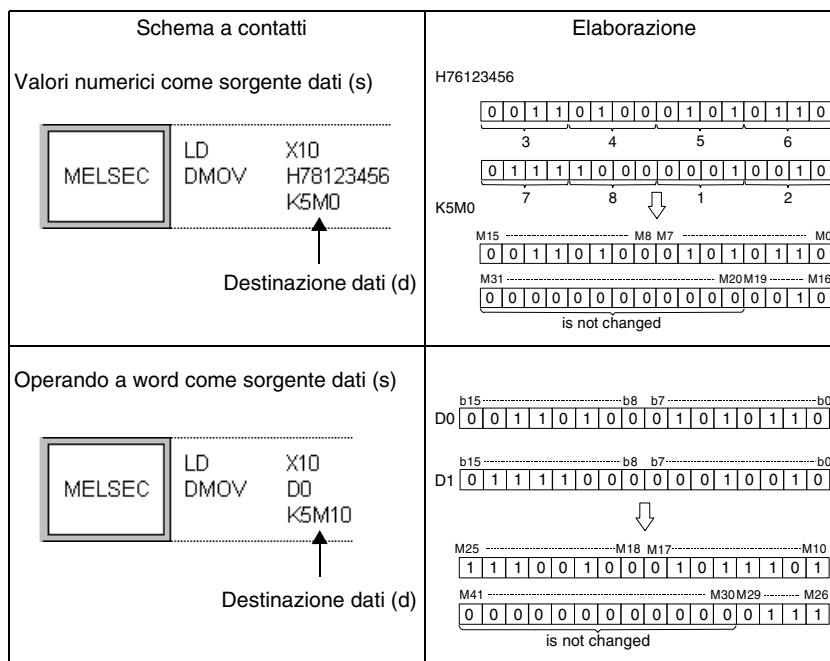 Schema a contatti
Elaborazione
Valori numerici come sorgente dati (s)
MELSEC
LD X10
DMOV H78123456
K5M0
Destinazione dati (d)
H76123456
0 0 1 1 0 1 0 0 0 1 0 1 0 1 1 0
3 4 5 6
0 1 1 1 1 0 0 0 0 0 0 1 0 0 1 0
7 8 1 2
K5M0
M15 M8 M7 M0
0 0 1 1 0 1 0 0 0 1 0 1 0 1 1 0
M31 M20 M19 M16
0 0 0 0 0 0 0 0 0 0 0 0 0 0 1 0
is not changed
Operando a word come sorgente dati (s)
MELSEC
LD X10
DMOV D0
K5M10
Destinazione dati (d)
b15 b8 b7 b0
D0 0 0 1 1 0 1 0 0 0 1 0 1 0 1 1 0
b15 b8 b7 b0
D1 0 1 1 1 1 0 0 0 0 0 0 1 0 0 1 0
M25 M18 M17 M10
1 1 1 0 0 1 0 0 0 1 0 1 1 1 0 1
M41 M30 M29 M26
0 0 0 0 0 0 0 0 0 0 0 0 0 1 1 1
is not changed